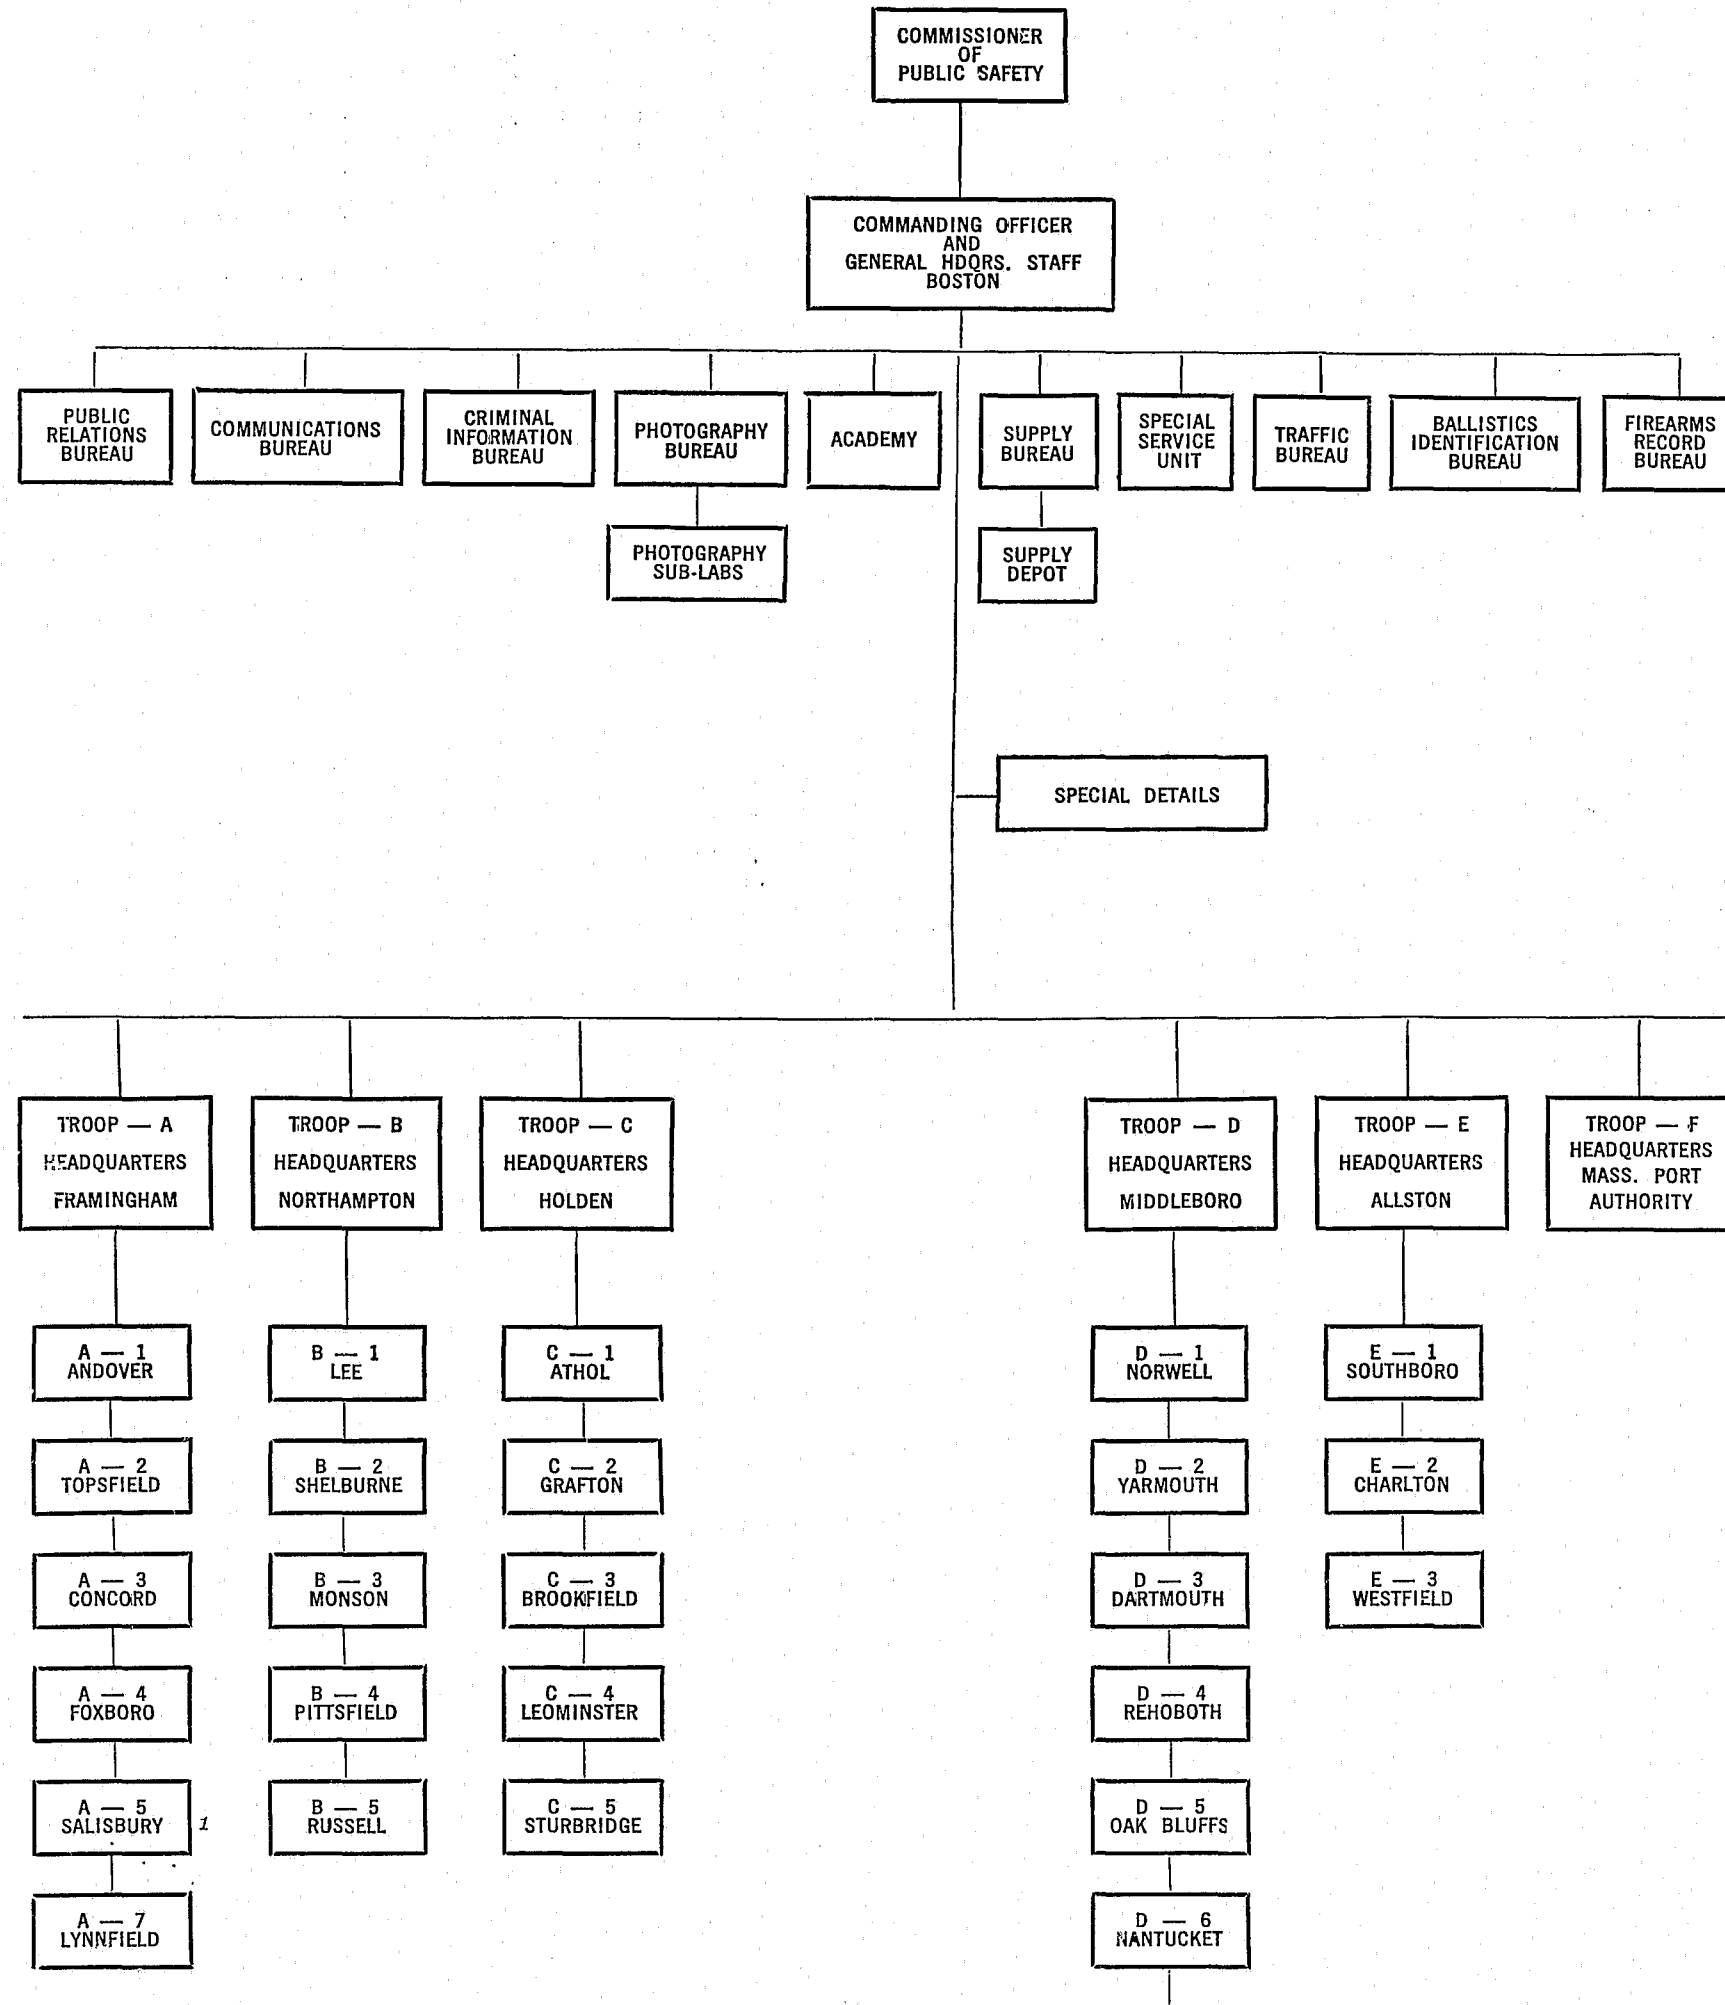 COMMISSIONER
OF
PUBLIC SAFETY
COMMANDING OFFICER
AND
GENERAL HDQRS. STAFF
BOSTON
PUBLIC
RELATIONS
BUREAU
COMMUNICATIONS
BUREAU
CRIMINAL
INFORMATION
BUREAU
PHOTOGRAPHY
BUREAU
ACADEMY
SUPPLY
BUREAU
SPECIAL
SERVICE
UNIT
TRAFFIC
BUREAU
BALLISTICS
IDENTIFICATION
BUREAU
FIREARMS
RECORD
BUREAU
PHOTOGRAPHY
SUB-LABS
SUPPLY
DEPOT
SPECIAL DETAILS
TROOP — A
HEADQUARTERS
FRAMINGHAM
TROOP — B
HEADQUARTERS
NORTHAMPTON
TROOP — C
HEADQUARTERS
HOLDEN
TROOP — D
HEADQUARTERS
MIDDLEBORO
TROOP — E
HEADQUARTERS
ALLSTON
TROOP — F
HEADQUARTERS
MASS. PORT
AUTHORITY
A — 1
ANDOVER
B — 1
LEE
C — 1
ATHOL
D — 1
NORWELL
E — 1
SOUTHBORO
A — 2
TOPSFIELD
B — 2
SHELBURNE
C — 2
GRAFTON
D — 2
YARMOUTH
E — 2
CHARLTON
A — 3
CONCORD
B — 3
MONSON
C — 3
BROOKFIELD
D — 3
DARTMOUTH
E — 3
WESTFIELD
A — 4
FOXBORO
B — 4
PITTSFIELD
C — 4
LEOMINSTER
D — 4
REHOBOTH
A — 5
SALISBURY
1
B — 5
RUSSELL
C — 5
STURBRIDGE
D — 5
OAK BLUFFS
A — 7
LYNNFIELD
D — 6
NANTUCKET